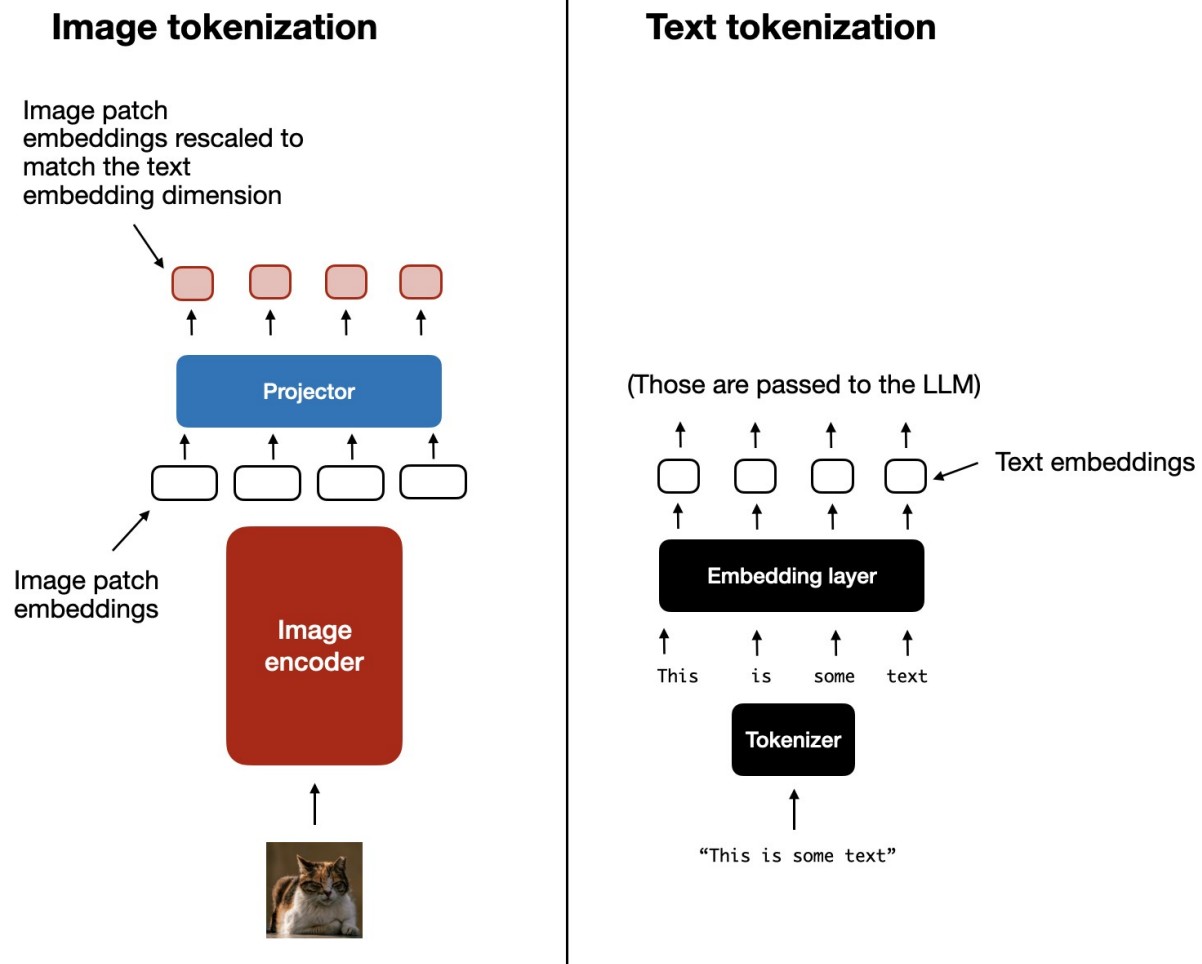 Image tokenization
Image patch
embeddings rescaled to
match the text
embedding dimension
Projector
Image patch
embeddings
Image
encoder
Text tokenization
(Those are passed to the LLM)
Text embeddings
Embedding layer
This is some text
Tokenizer
“This is some text”